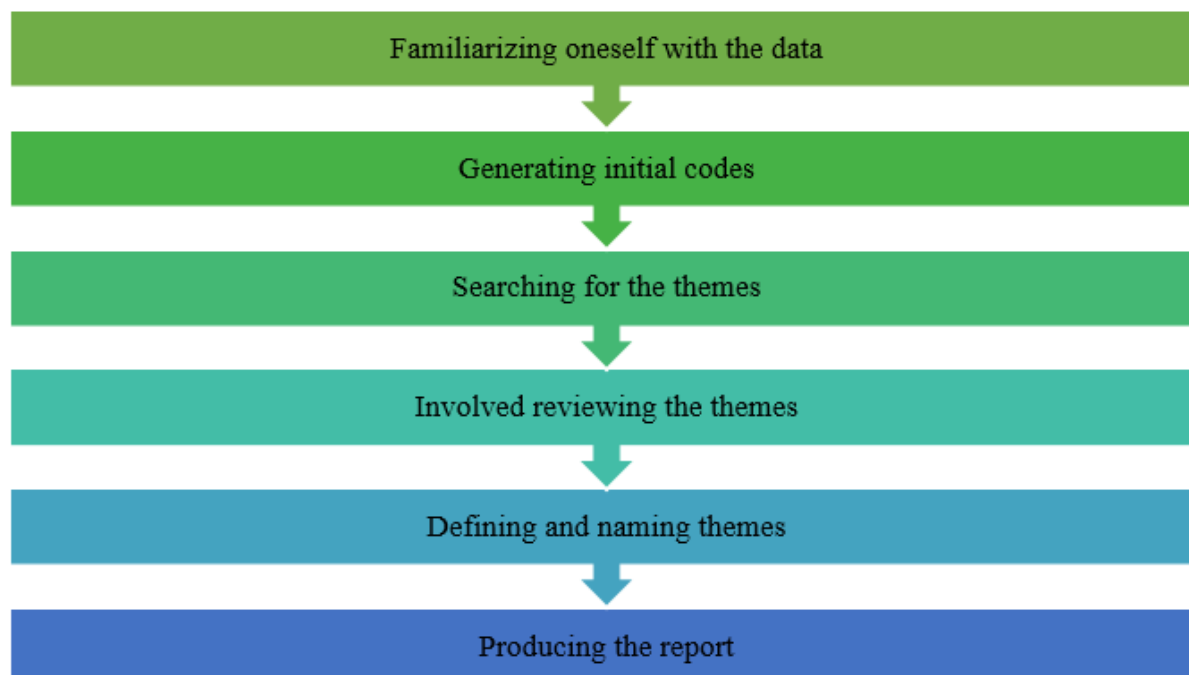 Familiarizing oneself with the data
Generating initial codes
Searching for the themes
Involved reviewing the themes
Defining and naming themes
Producing the report